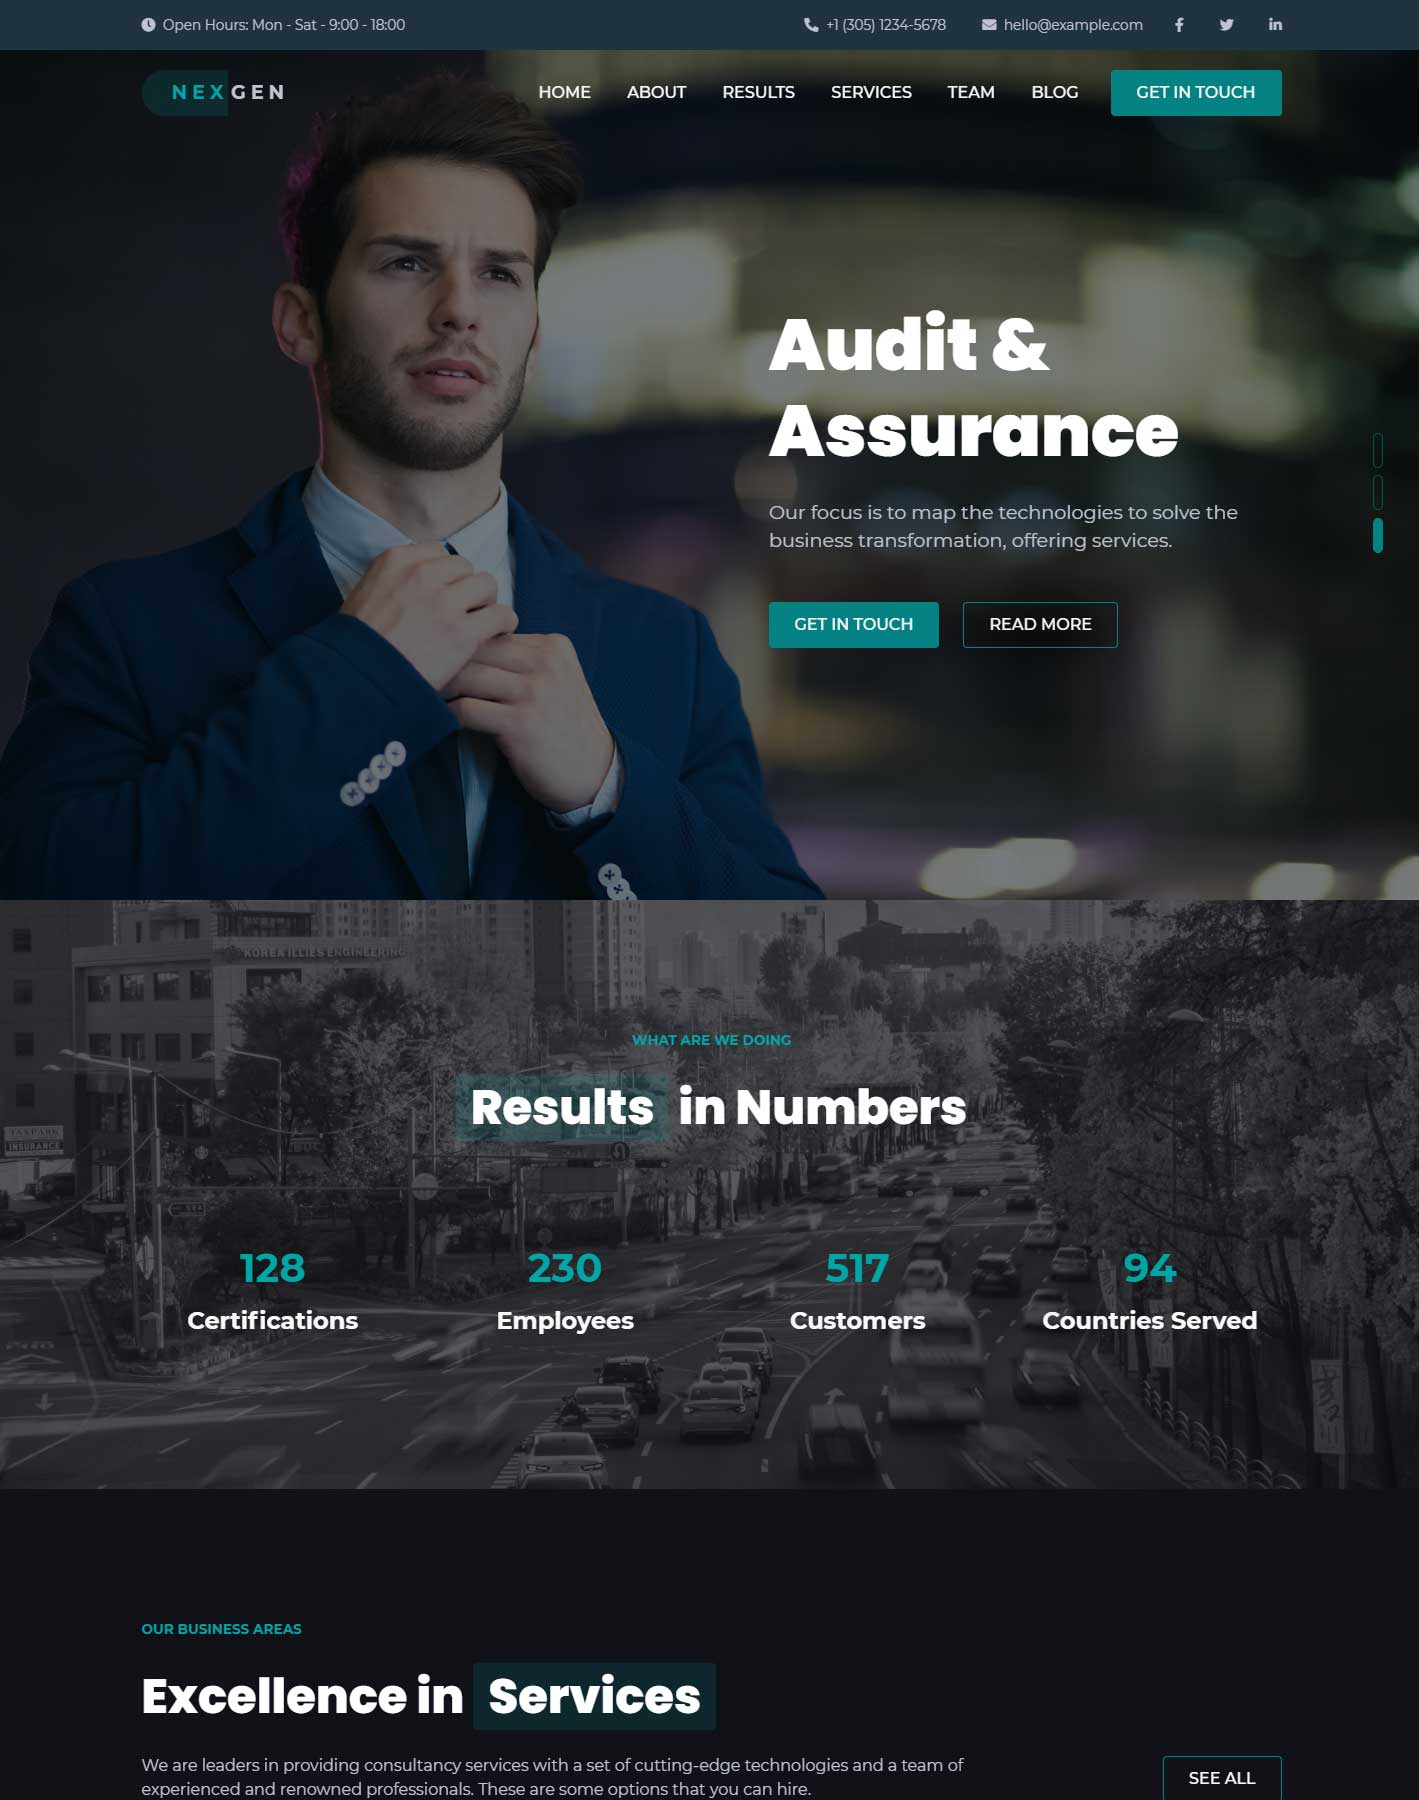 Open Hours: Mon - Sat - 9:00 - 18:00
+1 (305) 1234-5678
hello@example.com
NEXGEN
HOME
ABOUT
RESULTS
SERVICES
TEAM
BLOG
GET IN TOUCH
Audit &
Assurance
Our focus is to map the technologies to solve the
business transformation, offering services.
GET IN TOUCH
READ MORE
KOREA ILLIES ENGINEERING
WHAT ARE WE DOING
Results in Numbers
INSURANCE
128
Certifications
230
Employees
517
Customers
94
Countries Served
OUR BUSINESS AREAS
Excellence in Services
We are leaders in providing consultancy services with a set of cutting-edge technologies and a team of
experienced and renowned professionals. These are some options that you can hire.
SEE ALL